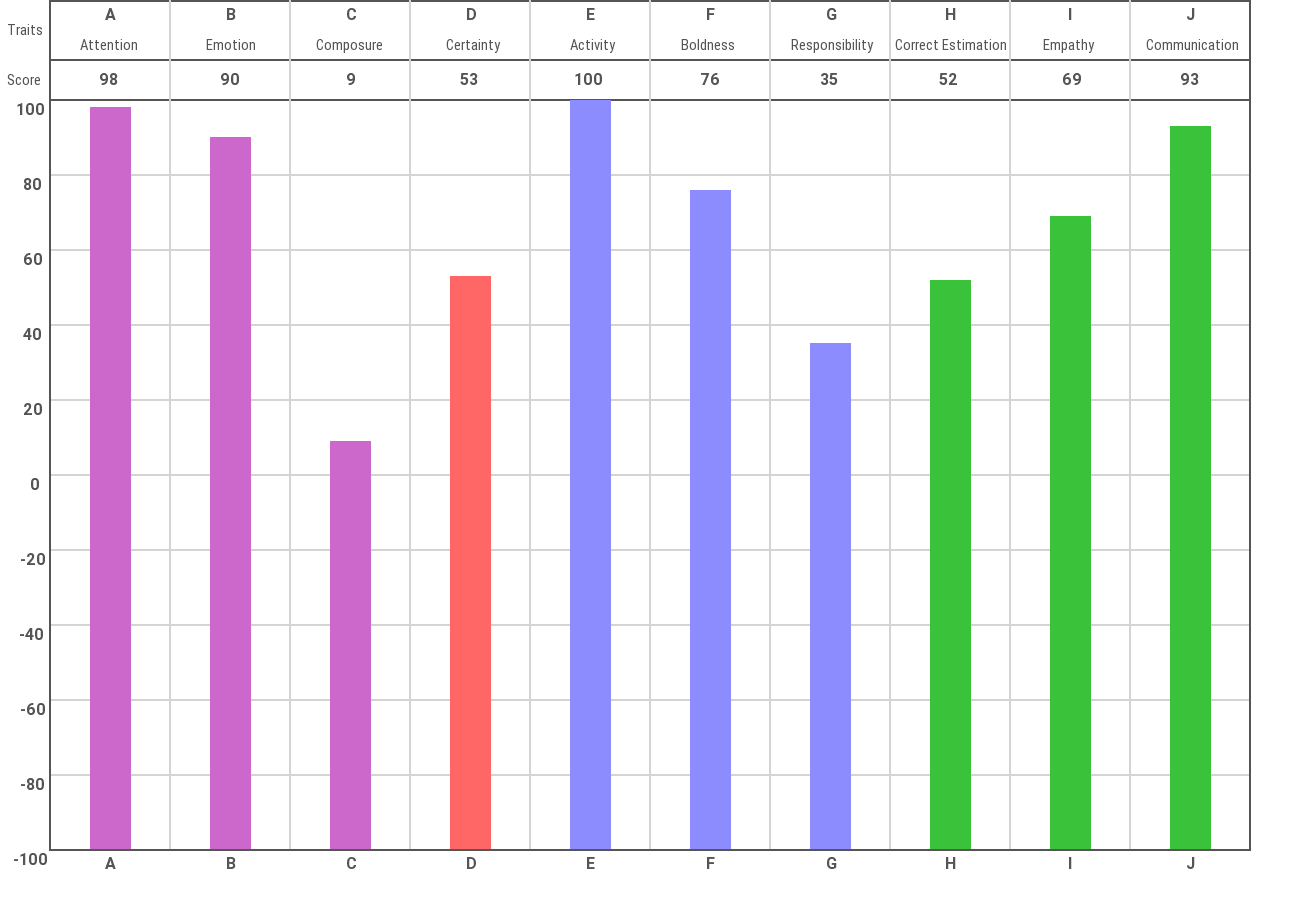 Traits A B C D E F G H I J
Attention Emotion Composure Certainty Activity Boldness Responsibility Correct Estimation Empathy Communication
Score 98 90 9 53 100 76 35 52 69 93
100
80
60
40
20
0
-20
-40
-60
-80
-100
A B C D E F G H I J